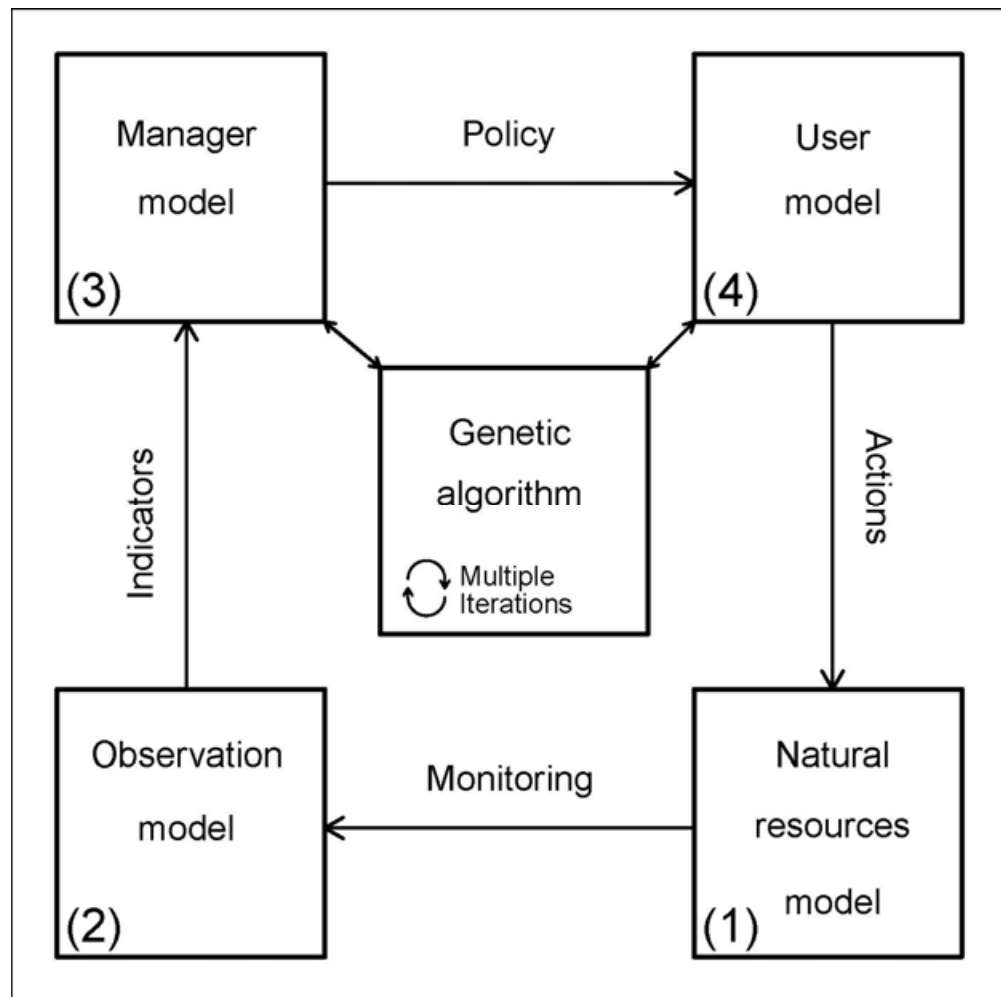 Manager
model
(3)
Policy
User
model
(4)
Genetic
algorithm
Multiple
Iterations
Indicators
Actions
Observation
model
(2)
Monitoring
Natural
resources
model
(1)